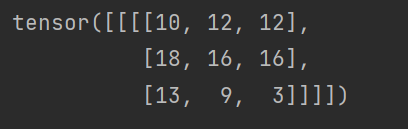 tensor([[[[10, 12, 12],
[18, 16, 16],
[13, 9, 3]]]])